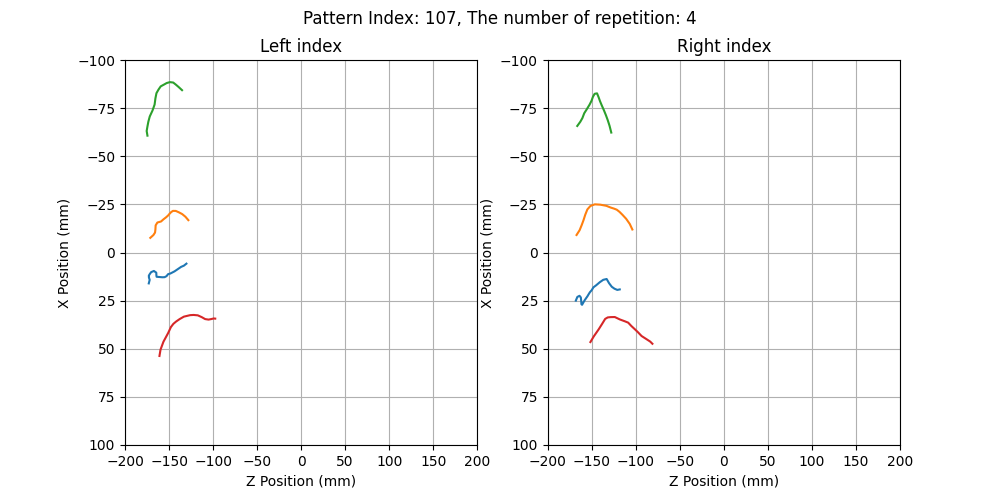 Pattern Index: 107, The number of repetition: 4
Left index
Right index
−100
−75
−50
−25
0
25
50
75
100
X Position (mm)
−200 −150 −100 −50 0 50 100 150 200
Z Position (mm)
−100
−75
−50
−25
0
25
50
75
100
X Position (mm)
−200 −150 −100 −50 0 50 100 150 200
Z Position (mm)